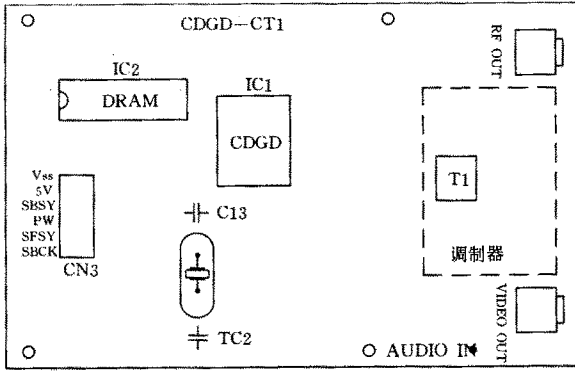 CDGD-CT1
RF OUT
IC2
DRAM
IC1
CDGD
T1
Vss
5V
SBSY
PW
SFSY
SBCK
CN3
C13
调制器
TC2
VIDEO OUT
AUDIO IN